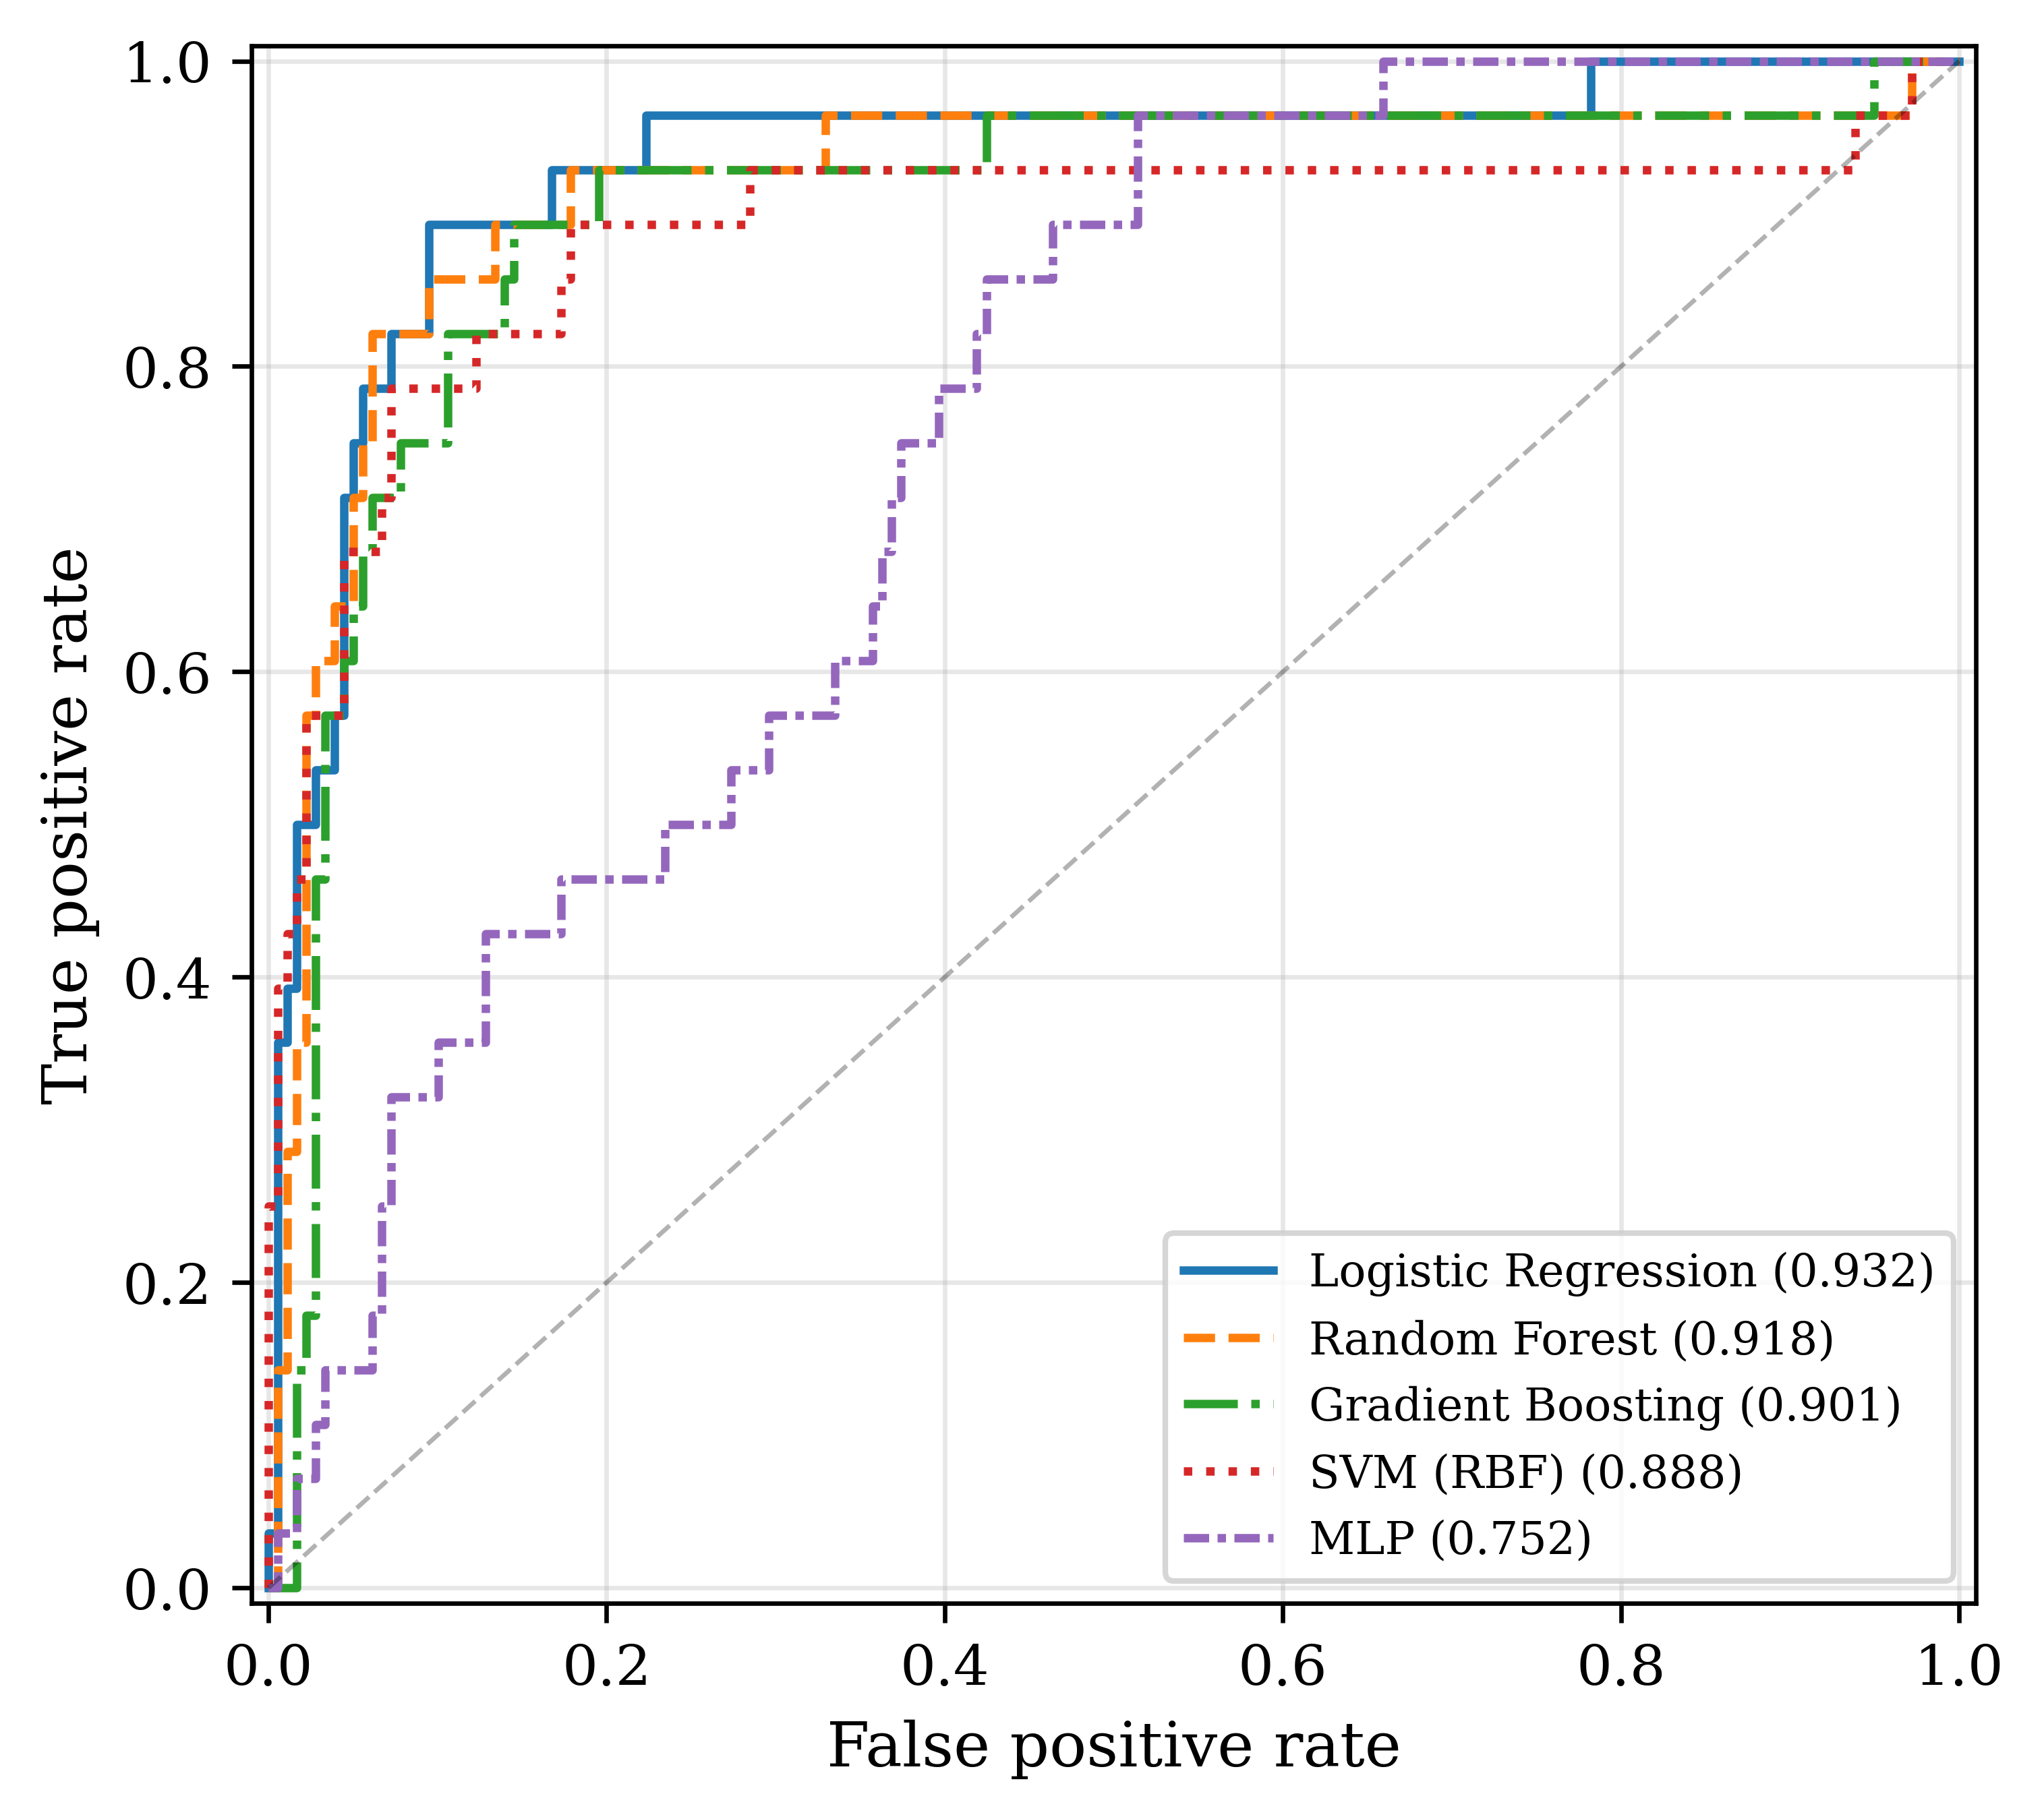 1.0
0.8
0.6
0.4
0.2
0.0
True positive rate
0.0 0.2 0.4 0.6 0.8 1.0
False positive rate
Logistic Regression (0.932)
Random Forest (0.918)
Gradient Boosting (0.901)
SVM (RBF) (0.888)
MLP (0.752)